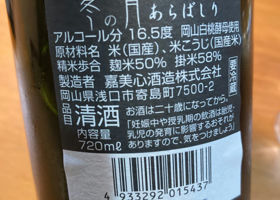 冬の月 あらばしり
アルコール分 16.5度 岡山白桃酵母使用
原材料名 米(国産)、米こうじ(国産米)
精米歩合 麹米50% 掛米58%
製造者 嘉美心酒造株式会社
岡山県浅口市寄島町7500-2
要冷蔵
品目 清酒
内容量 720ml
お酒は二十歳になってから。
「妊娠中や授乳期の飲酒は胎児・
乳児の発育に影響するおそれが
ありますので、気をつけましょう」
4933292015437